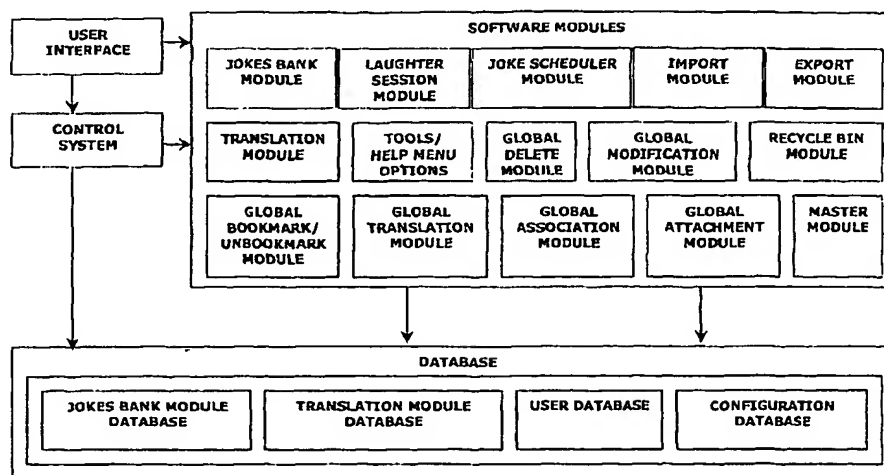 USER
INTERFACE
CONTROL
SYSTEM
SOFTWARE MODULES
JOKES BANK
MODULE
LAUGHTER
SESSION
MODULE
JOKE SCHEDULER
MODULE
IMPORT
MODULE
EXPORT
MODULE
TRANSLATION
MODULE
TOOLS/
HELP MENU
OPTIONS
GLOBAL
DELETE
MODULE
GLOBAL
MODIFICATION
MODULE
RECYCLE BIN
MODULE
GLOBAL
BOOKMARK/
UNBOOKMARK
MODULE
GLOBAL
TRANSLATION
MODULE
GLOBAL
ASSOCIATION
MODULE
GLOBAL
ATTACHMENT
MODULE
MASTER
MODULE
DATABASE
JOKES BANK MODULE
DATABASE
TRANSLATION MODULE
DATABASE
USER DATABASE
CONFIGURATION
DATABASE